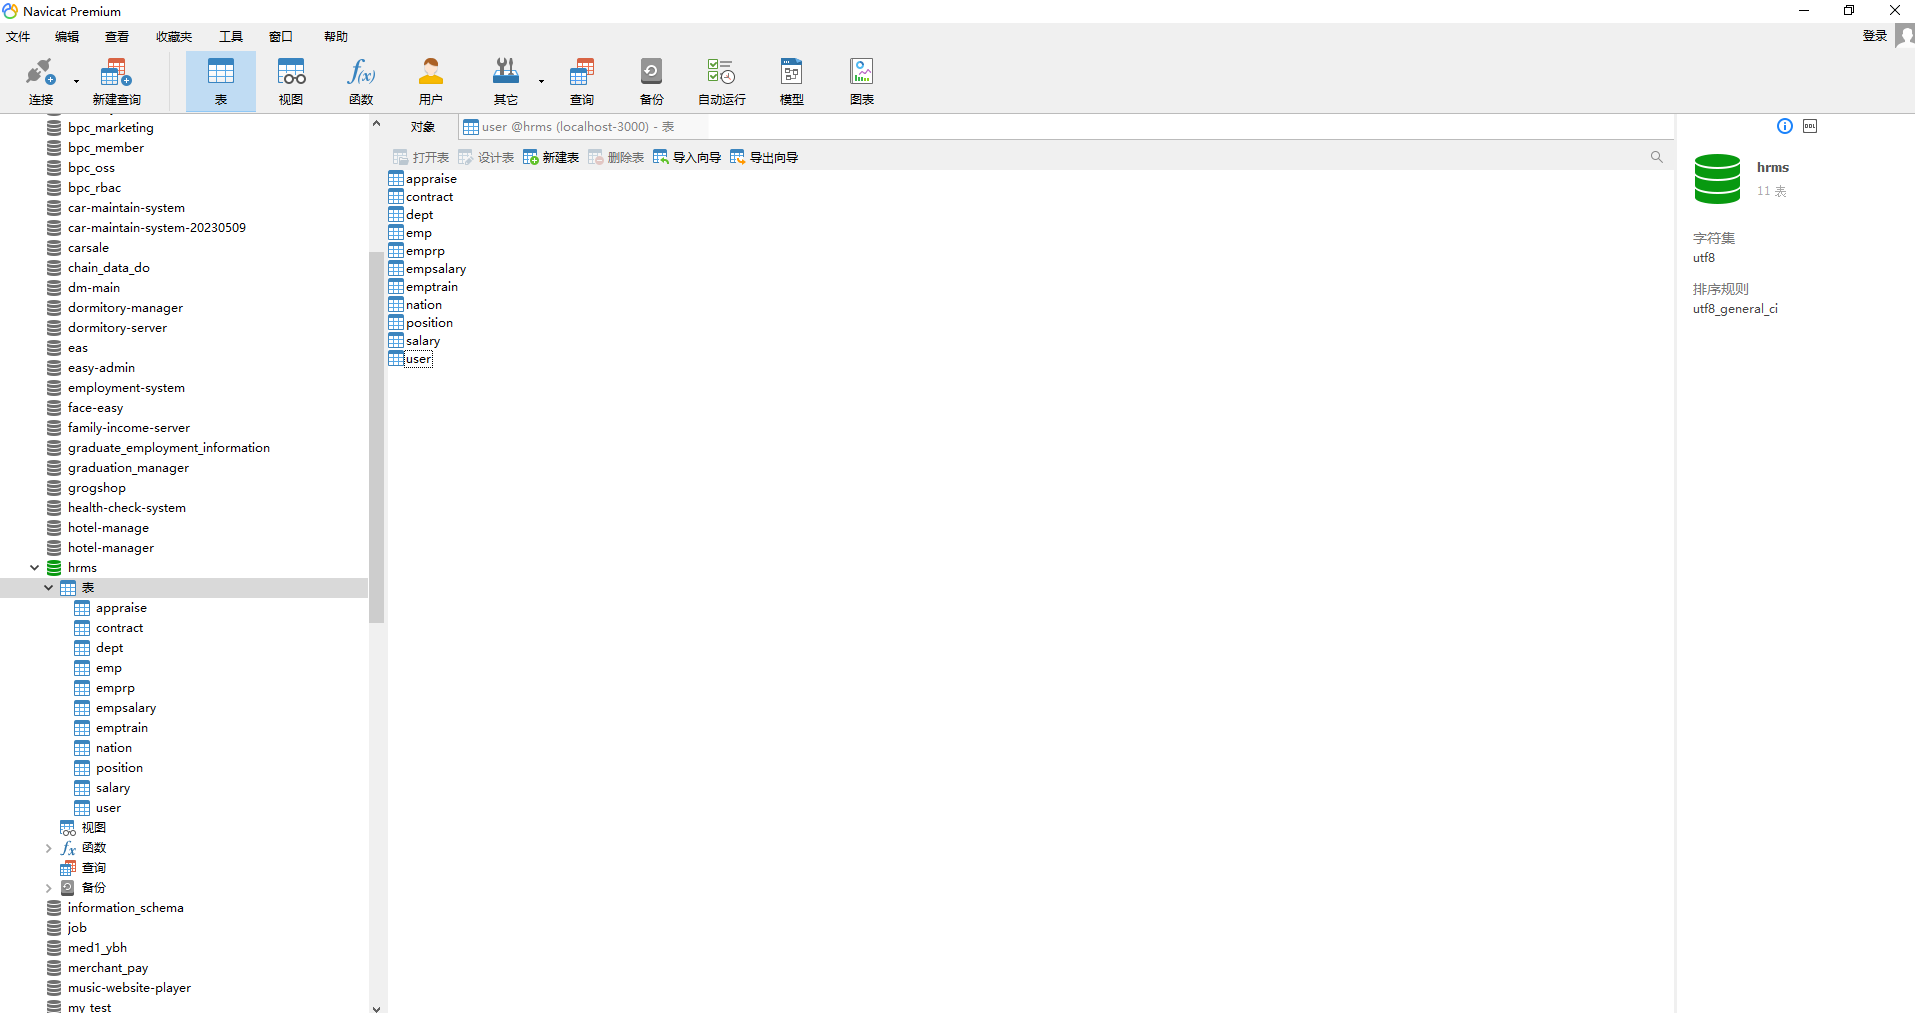 Navicat Premium
文件 编辑 查看 收藏夹 工具 窗口 帮助 登录
连接 新建查询 表 视图 函数 用户 其它 查询 备份 自动运行 模型 图表
bpc_marketing
bpc_member
bpc_oss
bpc_rbac
car-maintain-system
car-maintain-system-20230509
carsale
chain_data_do
dm-main
dormitory-manager
dormitory-server
eas
easy-admin
employment-system
face-easy
family-income-server
graduate_employment_information
graduation_manager
grogshop
health-check-system
hotel-manage
hotel-manager
hrms
表
appraise
contract
dept
emp
emprp
empsalary
emptrain
nation
position
salary
user
视图
函数
查询
备份
information_schema
job
med1_ybh
merchant_pay
music-website-player
my_test
对象 user @hrms (localhost-3000) - 表
打开表 设计表 新建表 删除表 导入向导 导出向导
appraise
contract
dept
emp
emprp
empsalary
emptrain
nation
position
salary
user
DDL
hrms
11 表
字符集
utf8
排序规则
utf8_general_ci